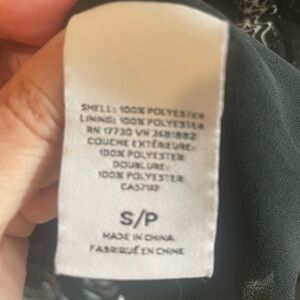 SHELL: 100% POLYESTER
LINING: 100% POLYESTER
RN 17730 VN 3681882
COUCHE EXTÉRIEURE:
100% POLYESTER
DOUBLURE:
100% POLYESTER
S/P
MADE IN CHINA
FABRIQUÉ EN CHINE